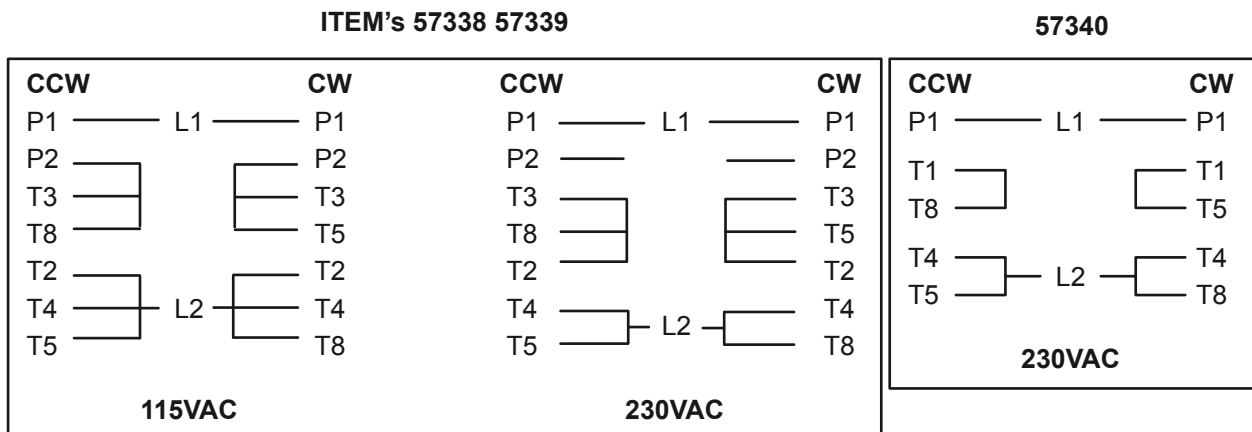 ITEM's 57338 57339
57340
CCW CW CCW CW
P1 L1 P1 P1 L1 P1
P2 P2 P2 P2
T3 T3 T3 T3
T8 T5 T8 T5
T2 T2 T2 T2
T4 L2 T4 T4 T4
T5 T8 T5 L2 T8
115VAC 230VAC
CCW CW
P1 L1 P1
T1 T1
T8 T5
T4 T4
L2
T5 T8
230VAC